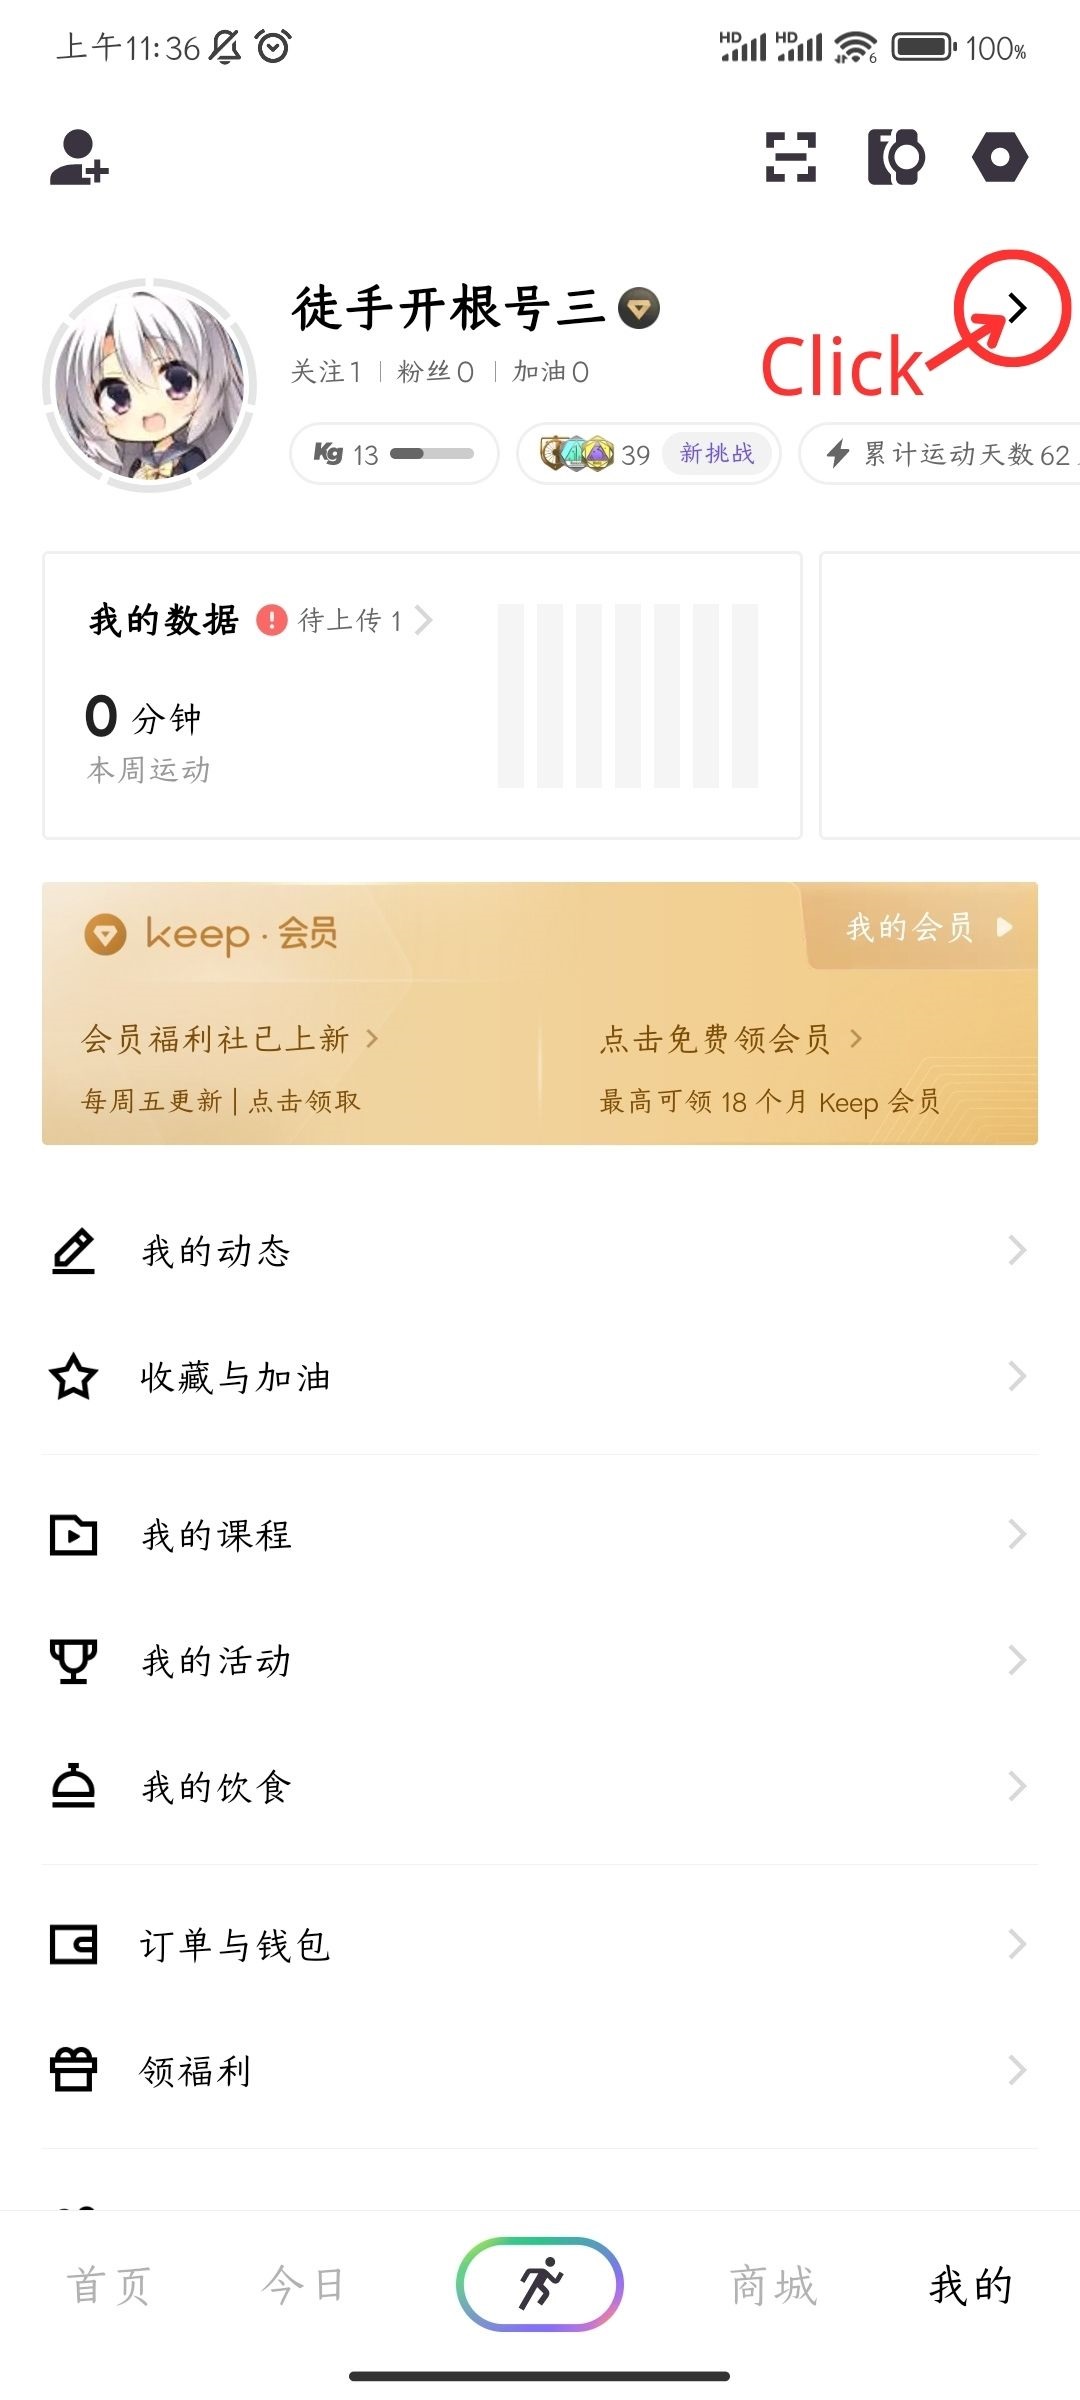 上午11:36 HD HD 6 100%
徒手开根号三
关注1 | 粉丝0 | 加油0
Click
Kg 13 39 新挑战 累计运动天数 62
我的数据 待上传 1
0 分钟
本周运动
keep · 会员 我的会员
会员福利社已上新 点击免费领会员
每周五更新 | 点击领取 最高可领 18 个月 Keep 会员
我的动态
收藏与加油
我的课程
我的活动
我的饮食
订单与钱包
领福利
首页 今日 商城 我的